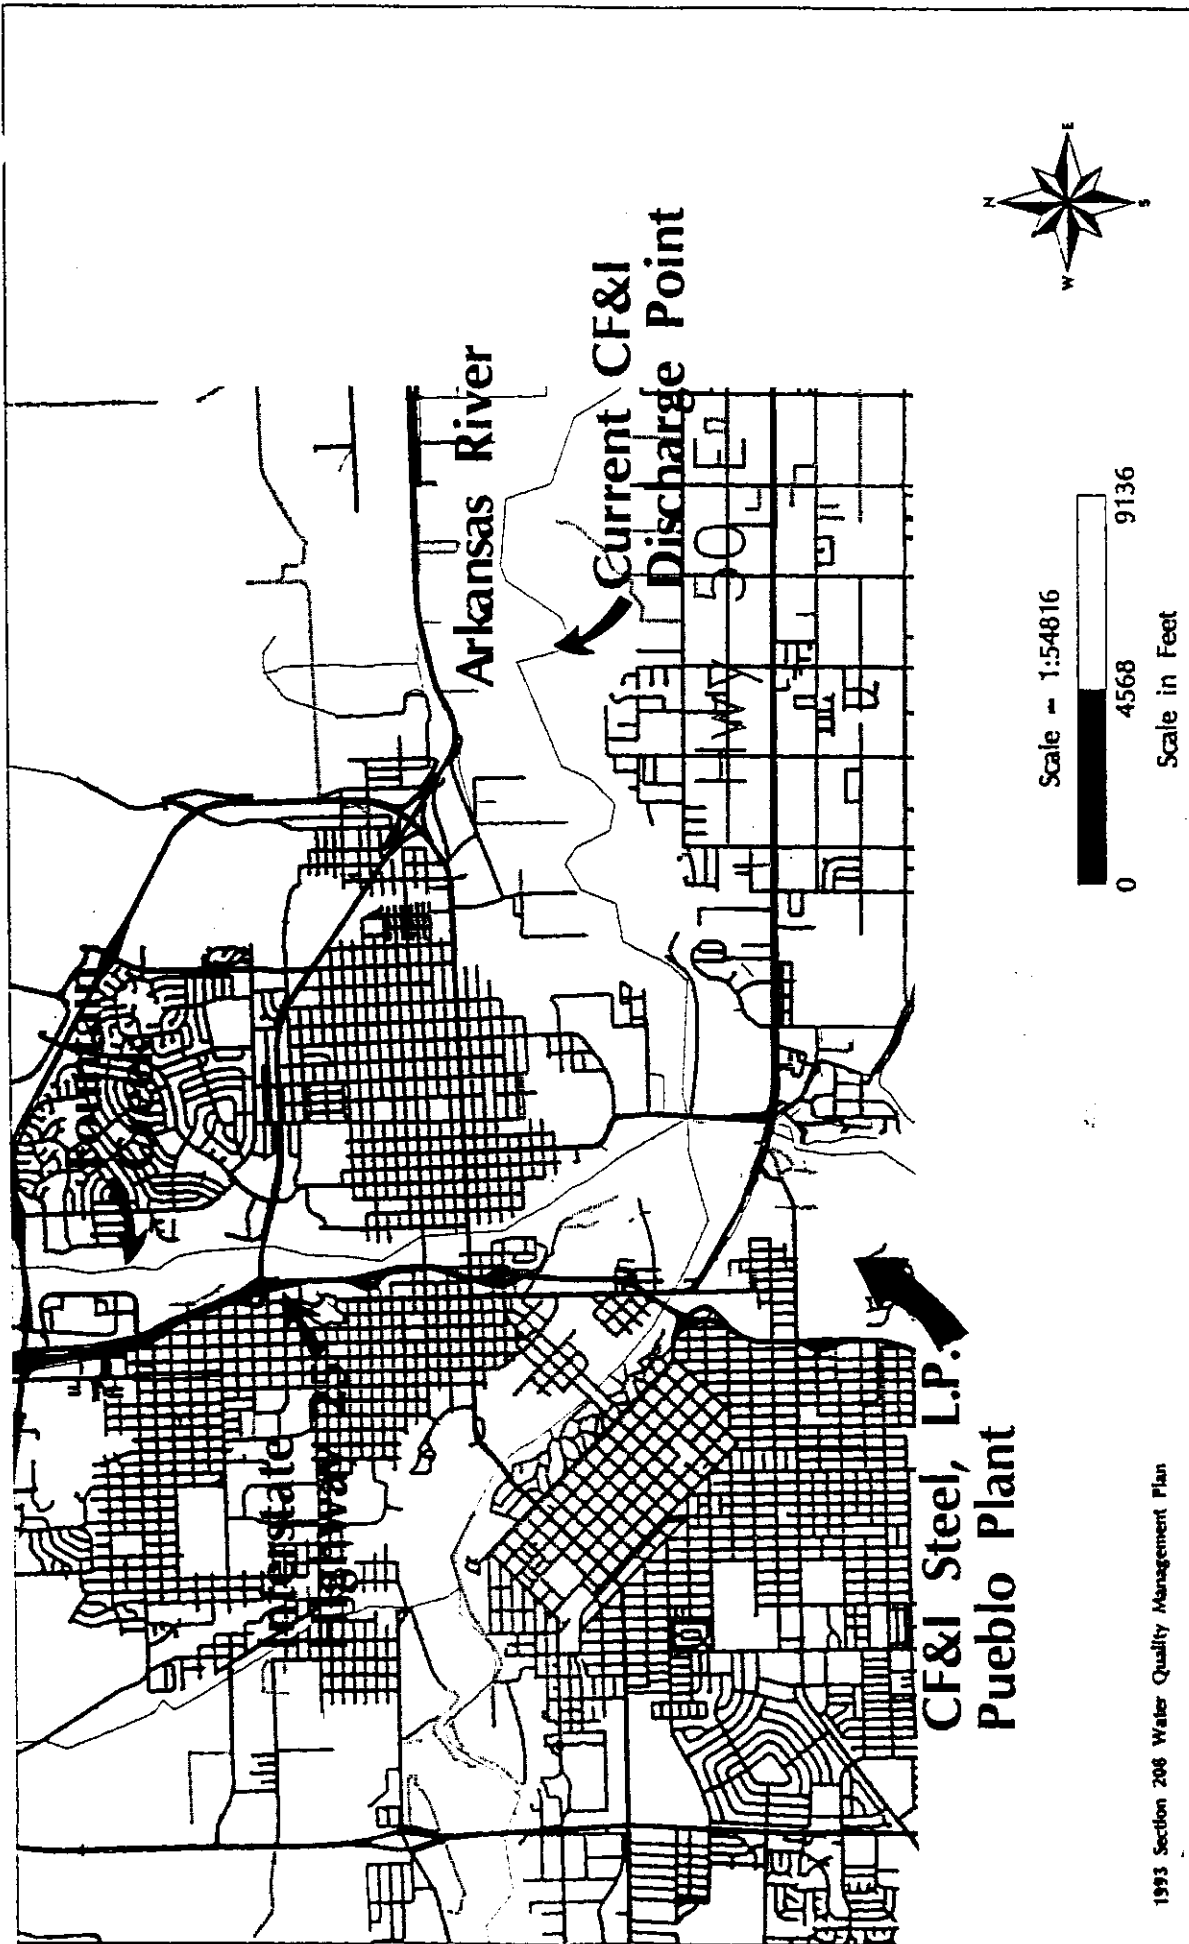 Arkansas River
Current CF&I
Discharge Point
Interstate
Highway 25
Hwy 50 E
CF&I Steel, L.P.
Pueblo Plant
N
W
E
S
Scale - 1:54816
0
4568
9136
Scale in Feet
1993 Section 208 Water Quality Management Plan